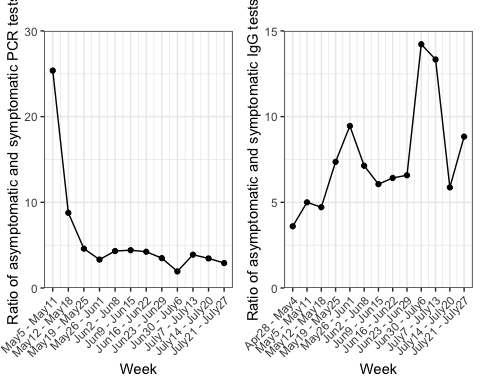 Ratio of asymptomatic and symptomatic PCR tests
30
20
10
0
May5 - May11
May12 - May18
May19 - May25
May26 - Jun1
Jun2 - Jun8
Jun9 - Jun15
Jun16 - Jun22
Jun23 - Jun29
Jun30 - July6
July7 - July13
July14 - July20
July21 - July27
Week
Ratio of asymptomatic and symptomatic IgG tests
15
10
5
0
Apr28 - May4
May5 - May11
May12 - May18
May19 - May25
May26 - Jun1
Jun2 - Jun8
Jun9 - Jun15
Jun16 - Jun22
Jun23 - Jun29
Jun30 - July6
July7 - July13
July14 - July20
July21 - July27
Week